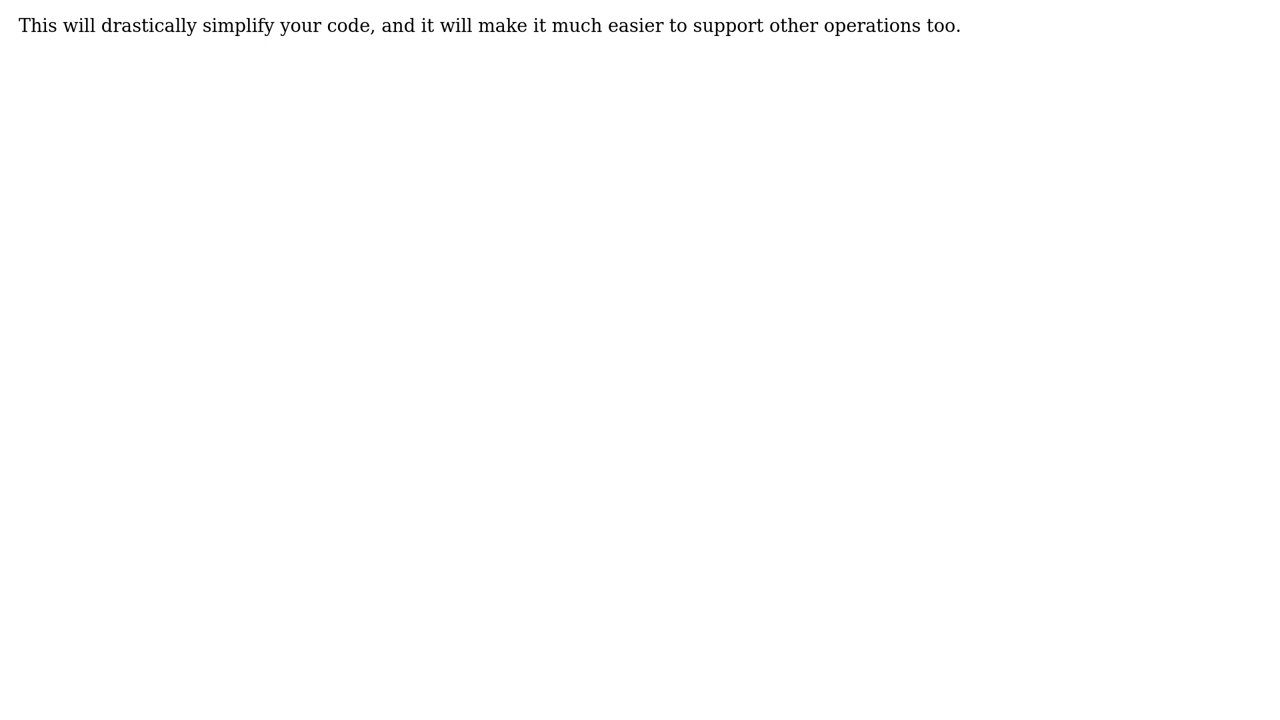 This will drastically simplify your code, and it will make it much easier to support other operations too.